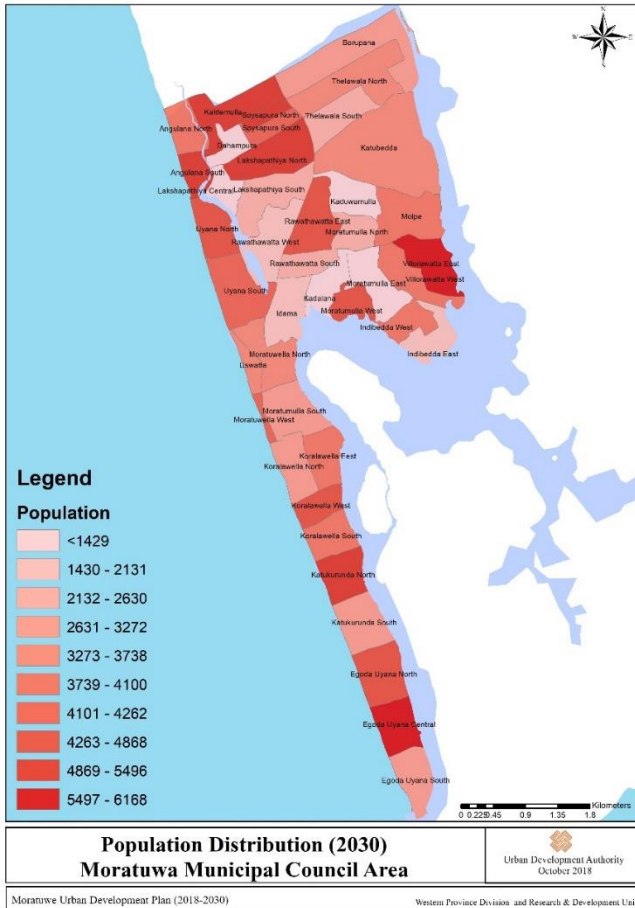 N
W
E
S
Borupana
Thelawala North
Kaldemulla
Soysapura North
Thelawala South
Angulana North
Soysapura South
Dahampura
Katubedda
Lakshapathiya North
Angulana South
Lakshapathiya Central
Lakshapathiya South
Kaduwamulla
Uyana North
Rawathawatta East
Molpe
Moratumulla North
Rawathawatta West
Rawathawatta South
Villorawatta East
Villorawatta West
Moratumulla East
Uyana South
Kadalana
Moratumulla West
Idama
Indibedda West
Indibedda East
Moratuwella North
Uswatta
Moratumulla South
Moratuwella West
Koralawella East
Koralawella North
Koralawella West
Koralawella South
Katukurunda North
Katukurunda South
Egoda Uyana North
Egoda Uyana Central
Egoda Uyana South
Legend
Population
<1429
1430 - 2131
2132 - 2630
2631 - 3272
3273 - 3738
3739 - 4100
4101 - 4262
4263 - 4868
4869 - 5496
5497 - 6168
Kilometers
0 0.225 0.45 0.9 1.35 1.8
Population Distribution (2030)
Moratuwa Municipal Council Area
Urban Development Authority
October 2018
Moratuwe Urban Development Plan (2018-2030)
Western Province Division and Research & Development Unit